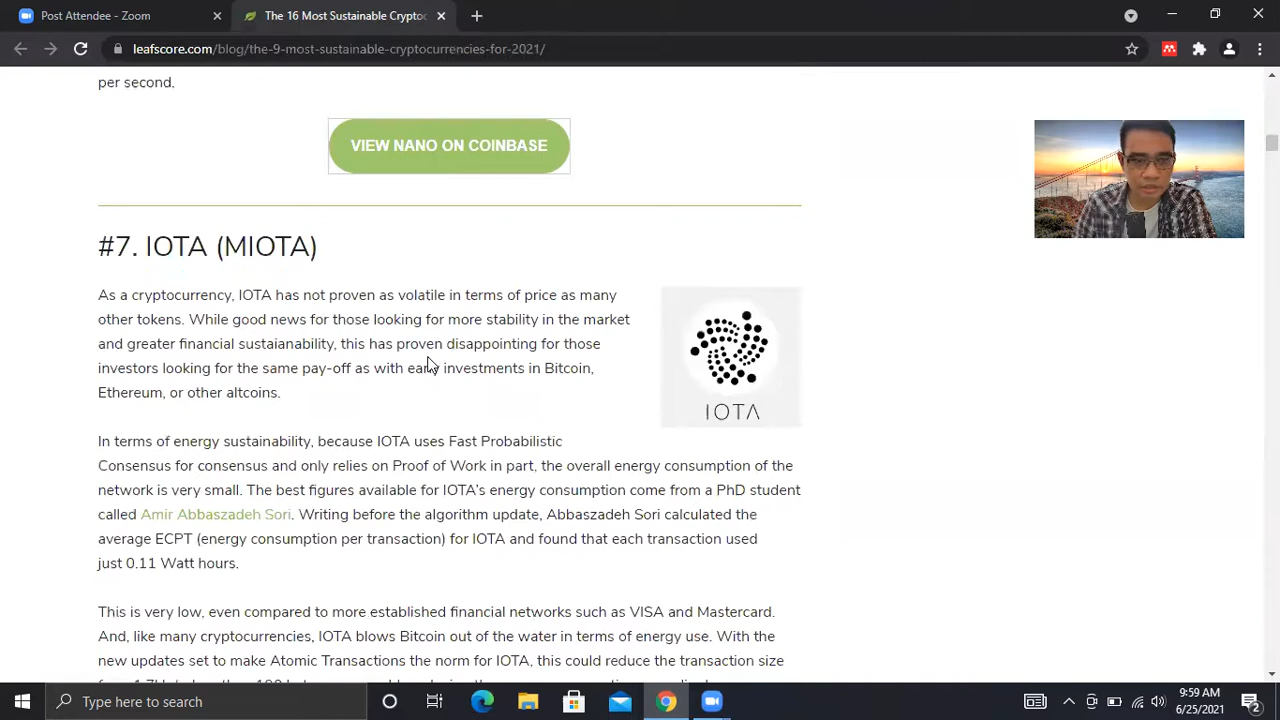 Post Attendee - Zoom
The 16 Most Sustainable Cryptoc
leafscore.com/blog/the-9-most-sustainable-cryptocurrencies-for-2021/
per second.
VIEW NANO ON COINBASE
#7. IOTA (MIOTA)
As a cryptocurrency, IOTA has not proven as volatile in terms of price as many
other tokens. While good news for those looking for more stability in the market
and greater financial sustaianability, this has proven disappointing for those
investors looking for the same pay-off as with early investments in Bitcoin,
Ethereum, or other altcoins.
IOTA
In terms of energy sustainability, because IOTA uses Fast Probabilistic
Consensus for consensus and only relies on Proof of Work in part, the overall energy consumption of the
network is very small. The best figures available for IOTA's energy consumption come from a PhD student
called Amir Abbaszadeh Sori. Writing before the algorithm update, Abbaszadeh Sori calculated the
average ECPT (energy consumption per transaction) for IOTA and found that each transaction used
just 0.11 Watt hours.
This is very low, even compared to more established financial networks such as VISA and Mastercard.
And, like many cryptocurrencies, IOTA blows Bitcoin out of the water in terms of energy use. With the
new updates set to make Atomic Transactions the norm for IOTA, this could reduce the transaction size
Type here to search
9:59 AM
6/25/2021
2